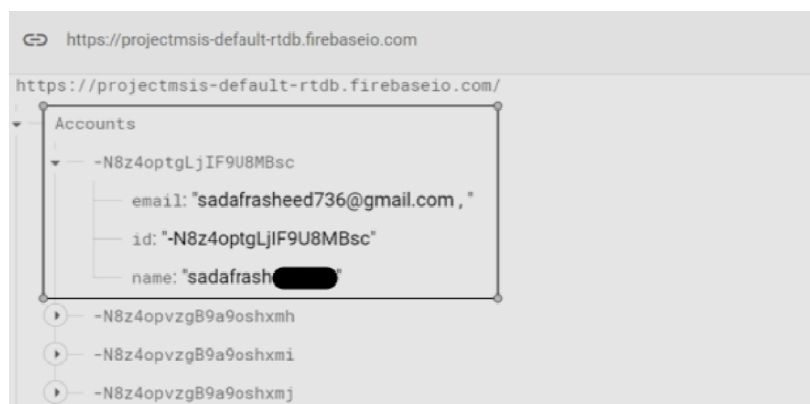 https://projectmsis-default-rtdb.firebaseio.com
https://projectmsis-default-rtdb.firebaseio.com/
Accounts
-N8z4optgLjIF9U8MBsc
email: "sadafrasheed736@gmail.com , "
id: "-N8z4optgLjIF9U8MBsc"
name: "sadafrash "
-N8z4opvzgB9a9oshxmh
-N8z4opvzgB9a9oshxmi
-N8z4opvzgB9a9oshxmj